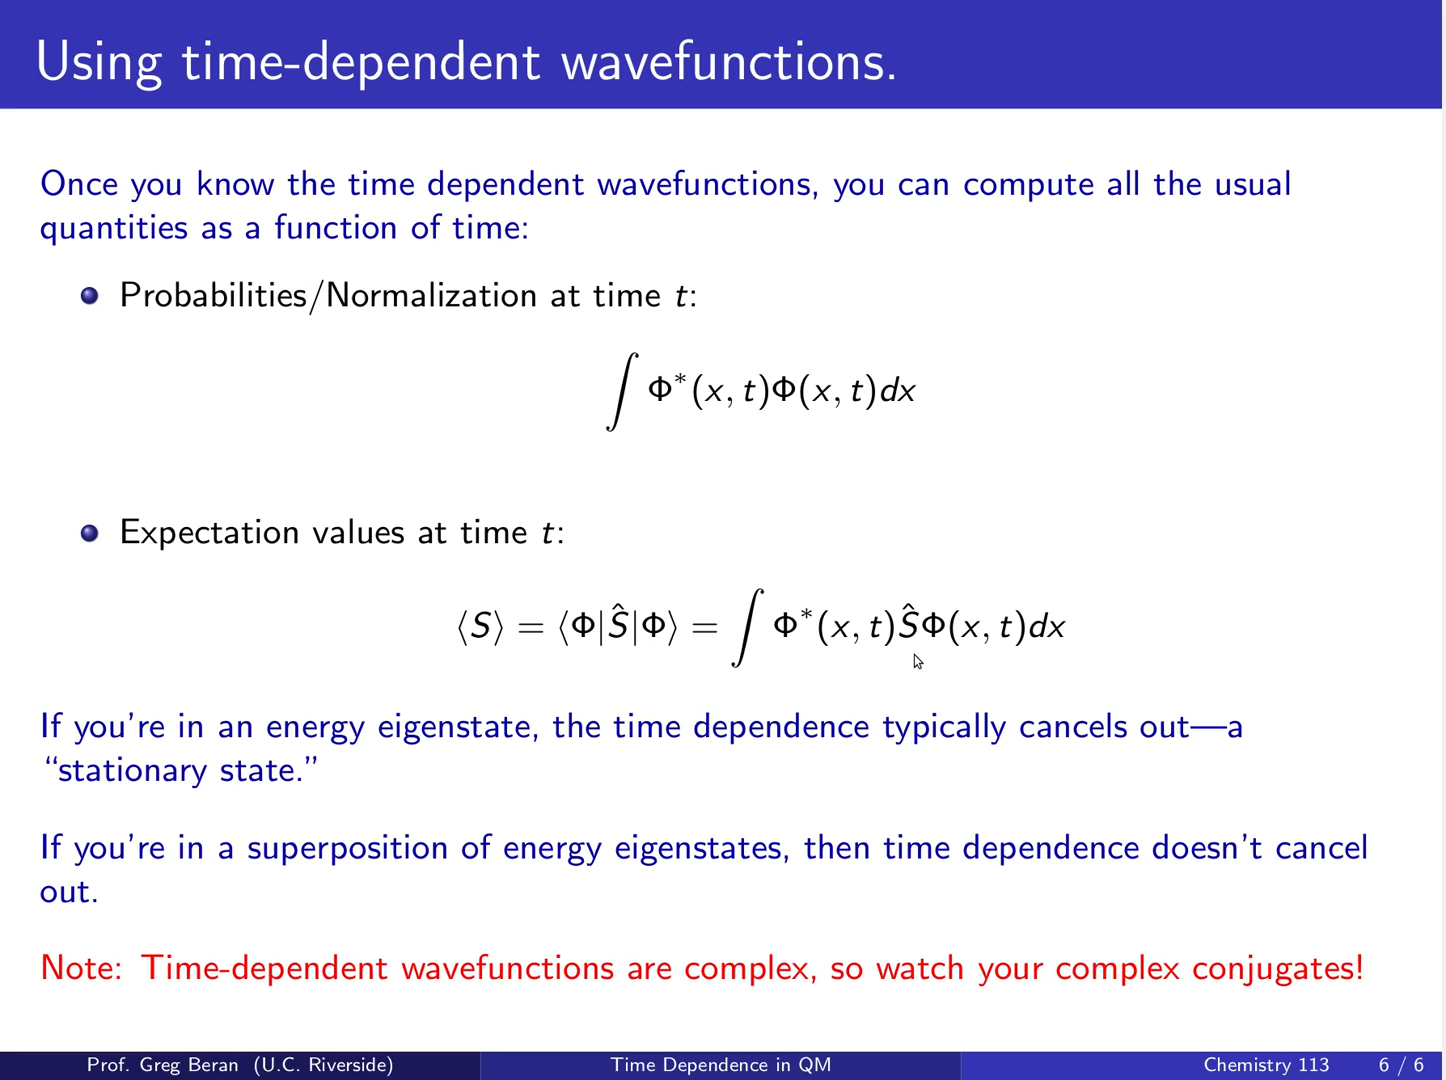 Using time-dependent wavefunctions.
Once you know the time dependent wavefunctions, you can compute all the usual
quantities as a function of time:
Probabilities/Normalization at time t:
∫ Φ*(x, t)Φ(x, t)dx
Expectation values at time t:
⟨S⟩ = ⟨Φ|Ŝ|Φ⟩ = ∫ Φ*(x, t)ŜΦ(x, t)dx
If you're in an energy eigenstate, the time dependence typically cancels out—a
“stationary state.”
If you're in a superposition of energy eigenstates, then time dependence doesn't cancel
out.
Note: Time-dependent wavefunctions are complex, so watch your complex conjugates!
Prof. Greg Beran (U.C. Riverside) Time Dependence in QM Chemistry 113 6 / 6